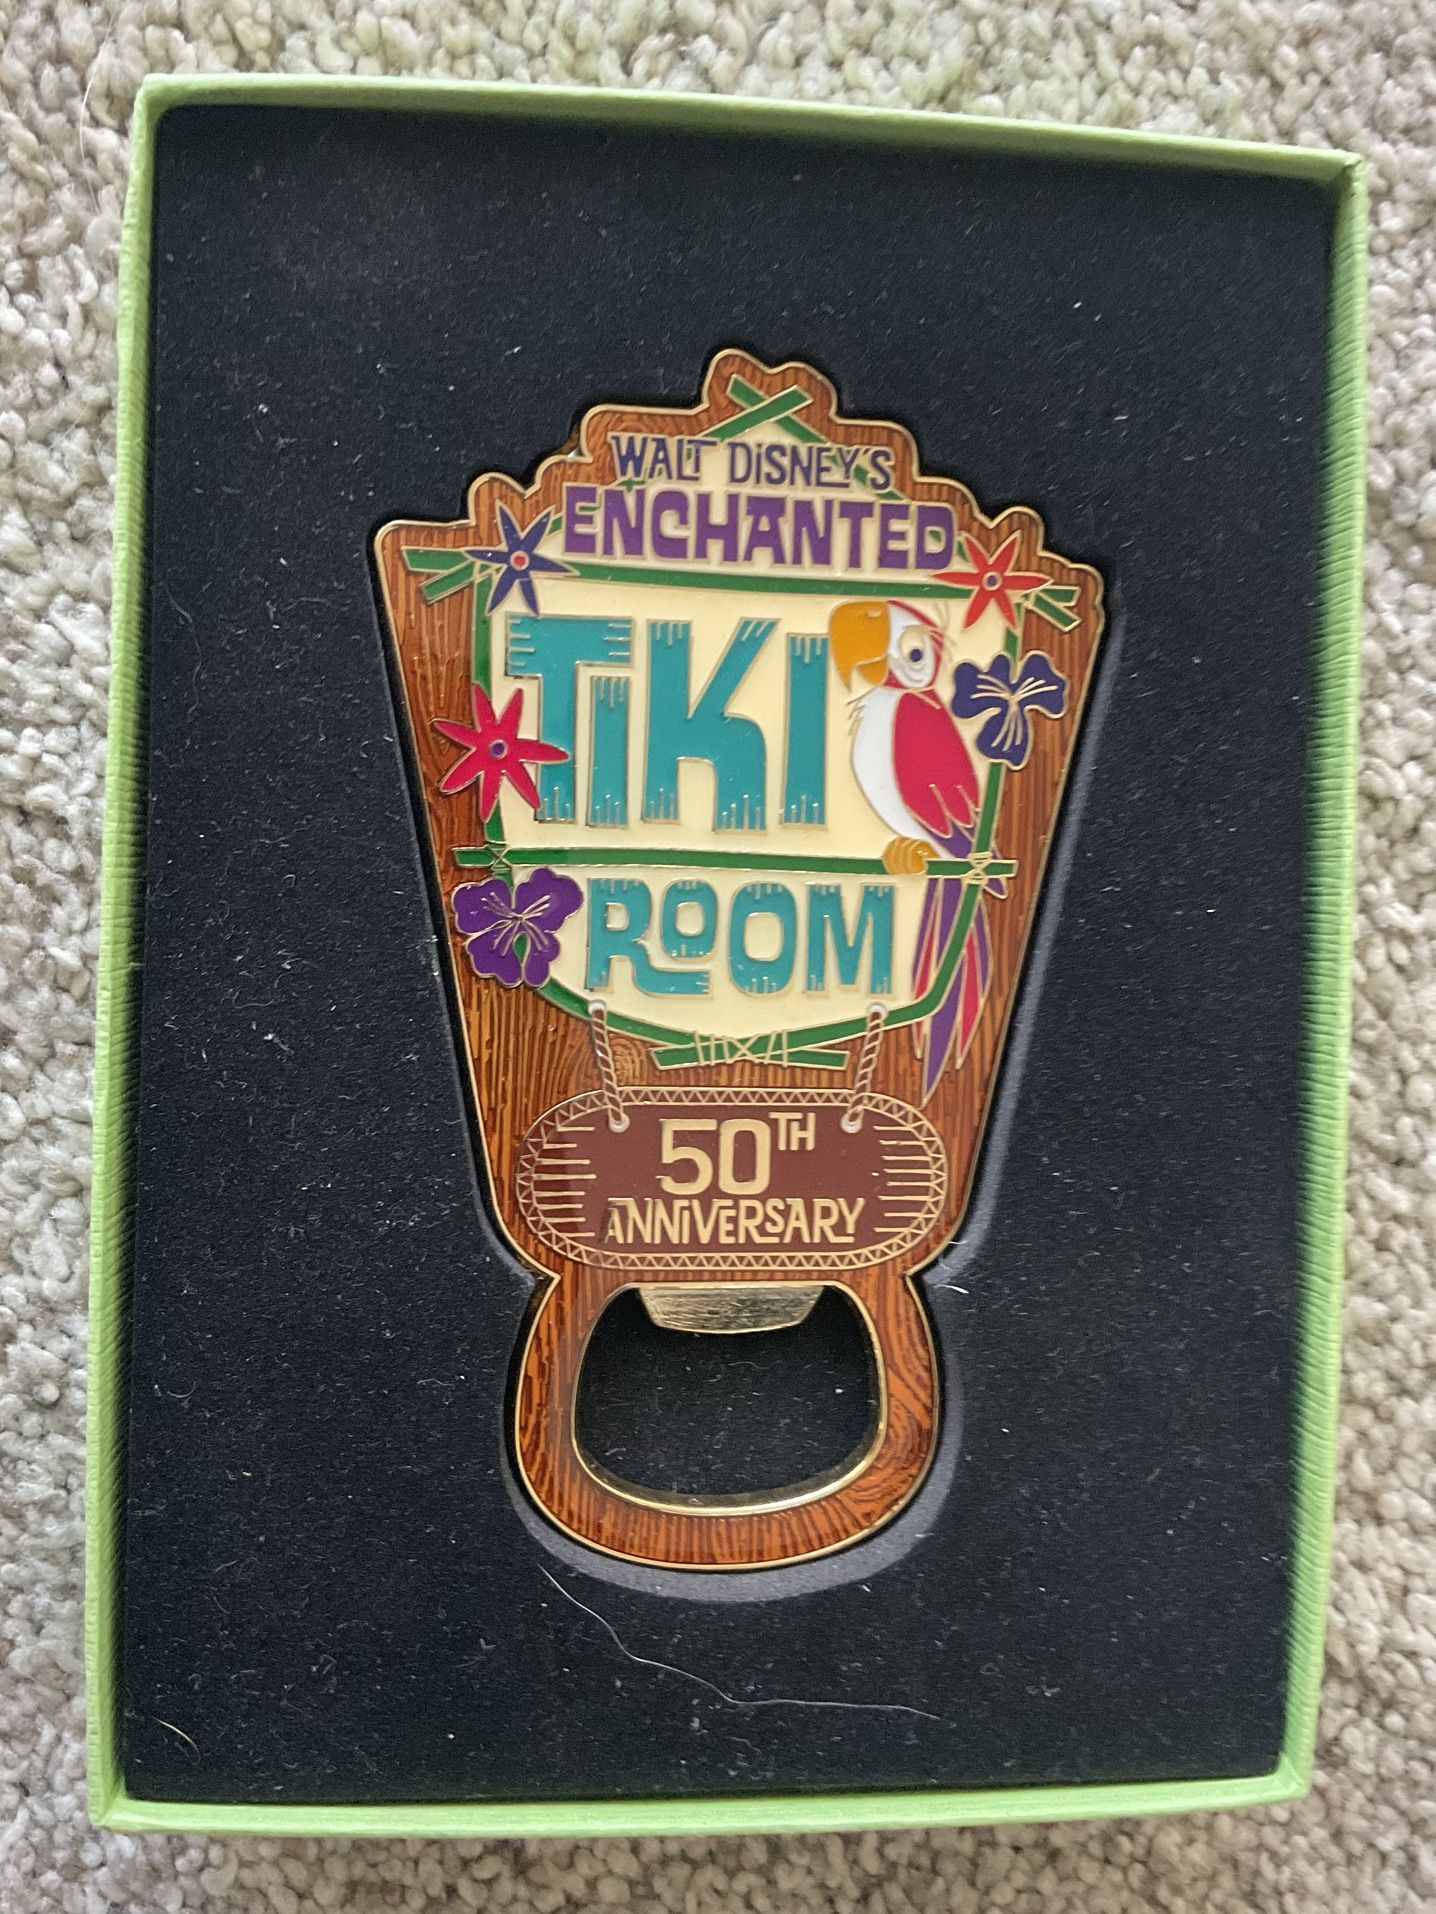 WALT DiSNEY'S
ENCHANTED
TiKI
ROOM
50TH
ANNiVERSARY